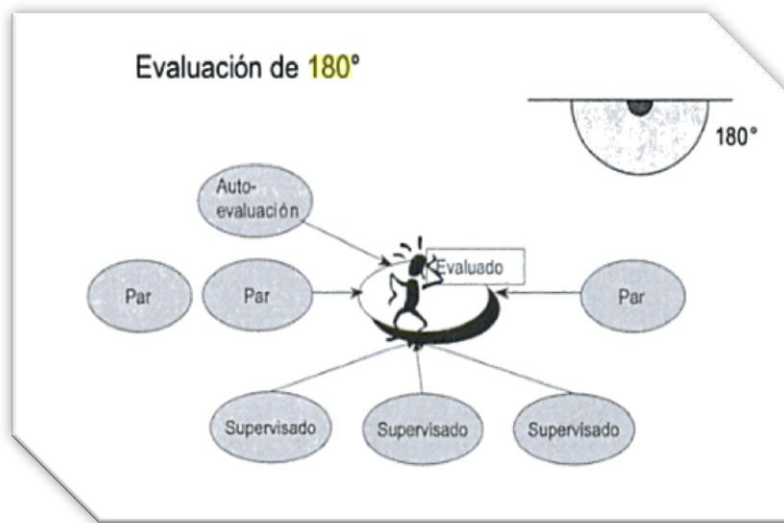 Evaluación de 180°
180°
Auto-
evaluación
Evaluado
Par
Par
Par
Supervisado
Supervisado
Supervisado